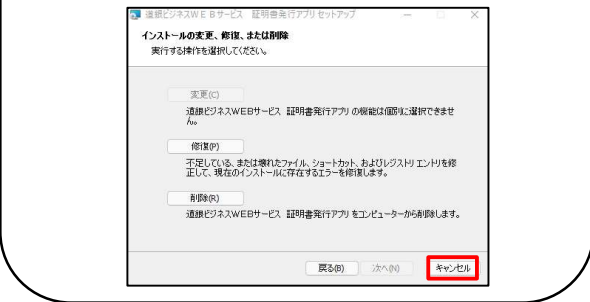 道銀ビジネスWEBサービス 証明書発行アプリ セットアップ
インストールの変更、修復、または削除
実行する操作を選択してください。
変更(C)
道銀ビジネスWEBサービス 証明書発行アプリ の機能は個別に選択できませ
ん。
修復(P)
不足している、または壊れたファイル、ショートカット、およびレジストリ エントリを修
正して、現在のインストールに存在するエラーを修復します。
削除(R)
道銀ビジネスWEBサービス 証明書発行アプリ をコンピューターから削除します。
戻る(B) 次へ(N) キャンセル